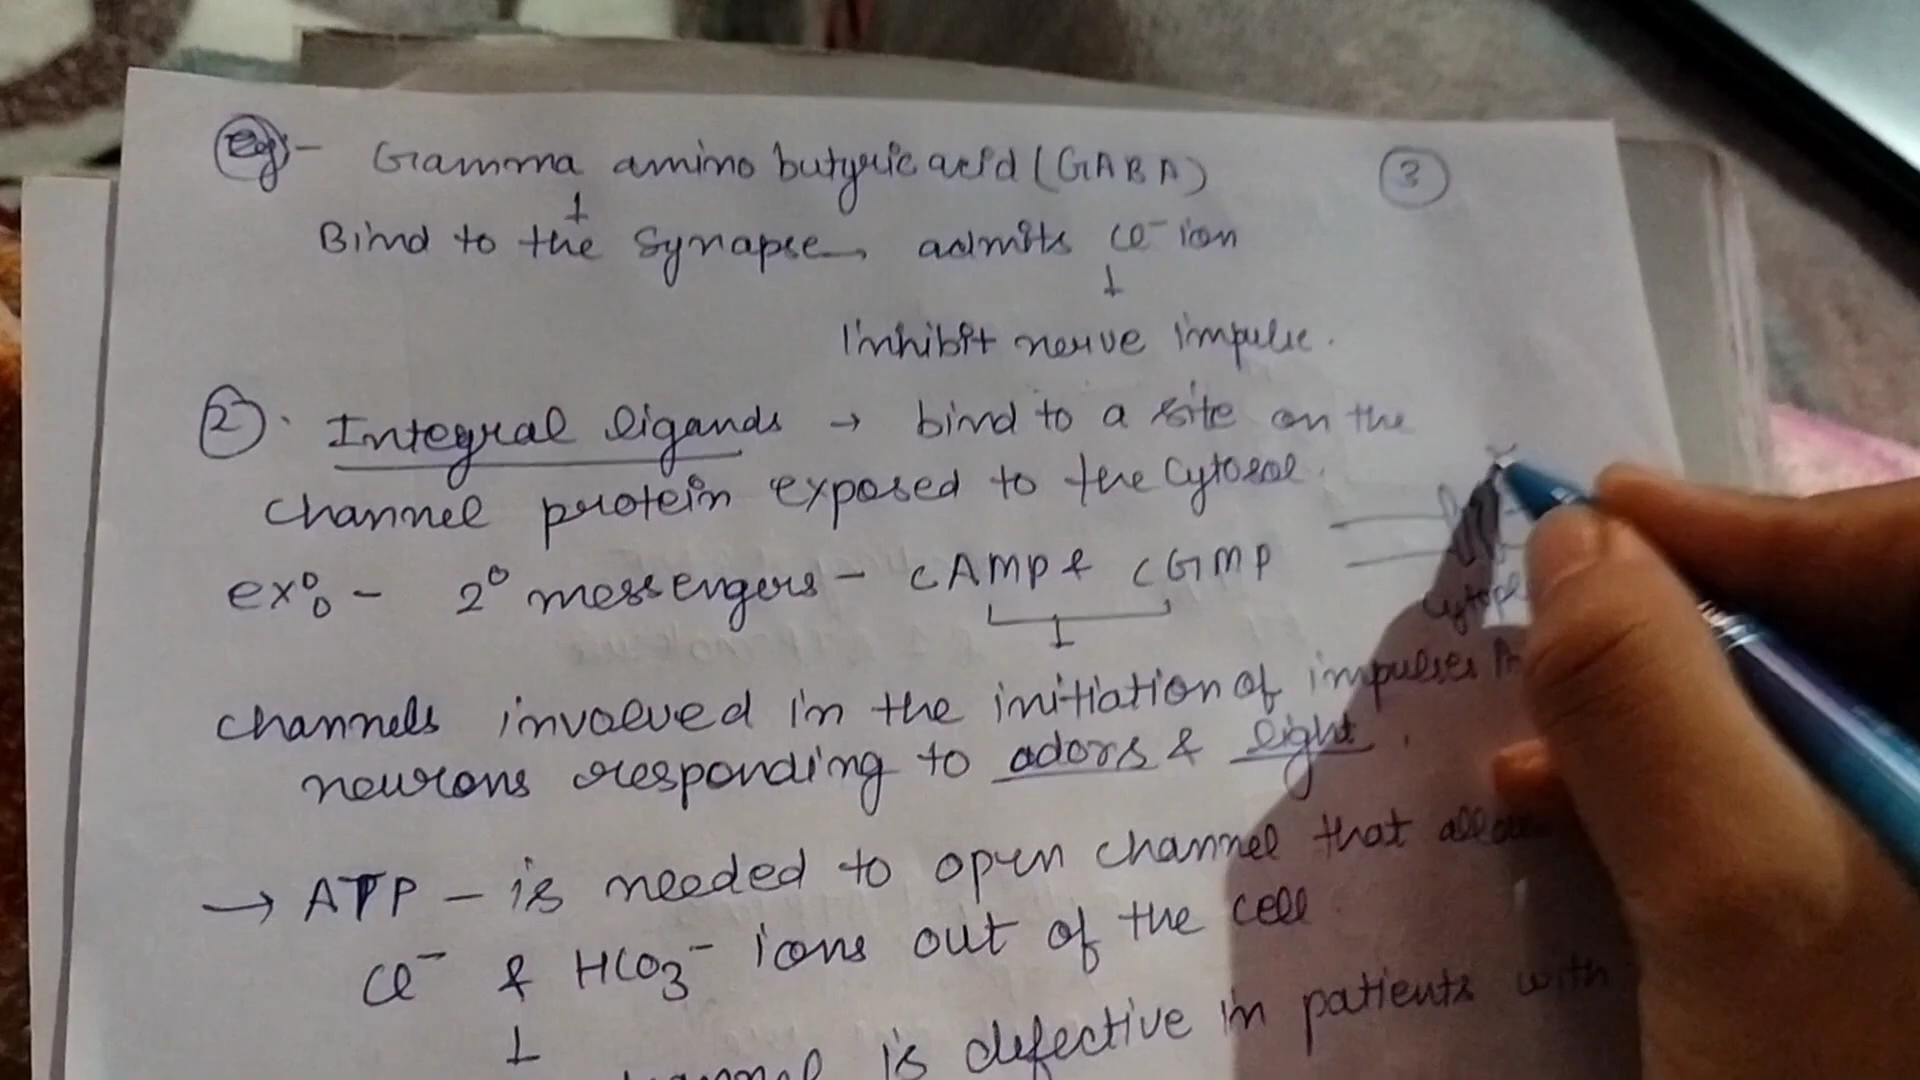 Eg:- Gamma amino butyric acid (GABA)
3
Bind to the Synapse, admits Cl⁻ ion
Inhibit nerve impulse.
2. Integral ligands → bind to a site on the
channel protein exposed to the cytosol.
ex:- 2° messengers - cAMP & cGMP
channels involved in the initiation of impulses
neurons responding to odors & light.
→ ATP - is needed to open channel that allow
Cl⁻ & HCO3⁻ ions out of the cell
is defective in patients with